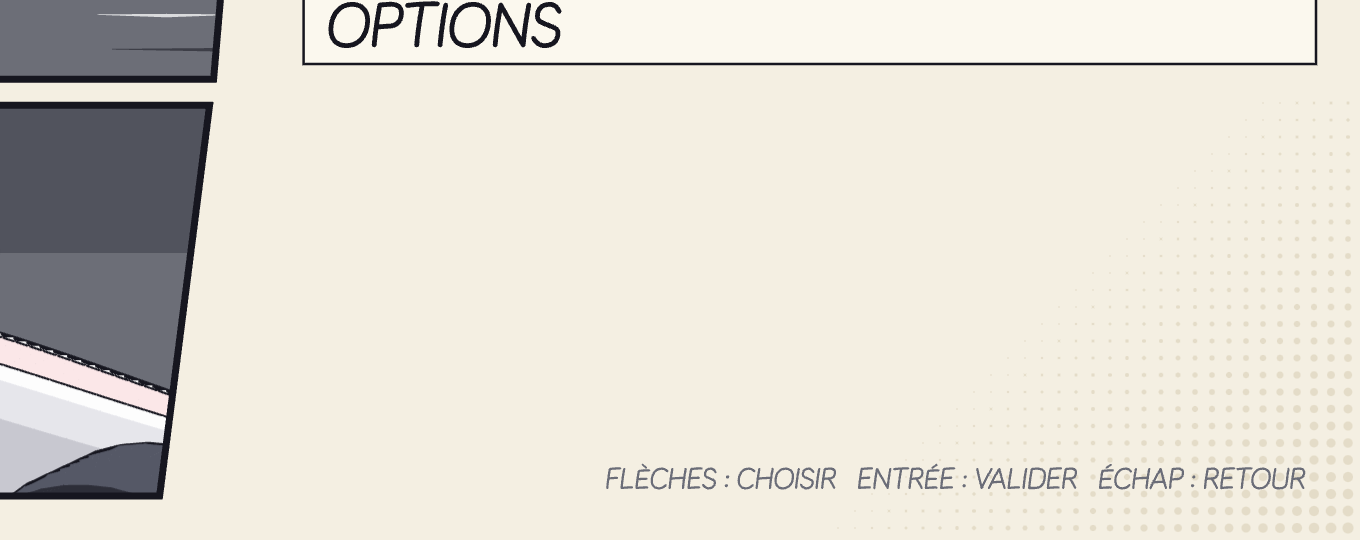 OPTIONS
FLÈCHES : CHOISIR ENTRÉE : VALIDER ÉCHAP : RETOUR